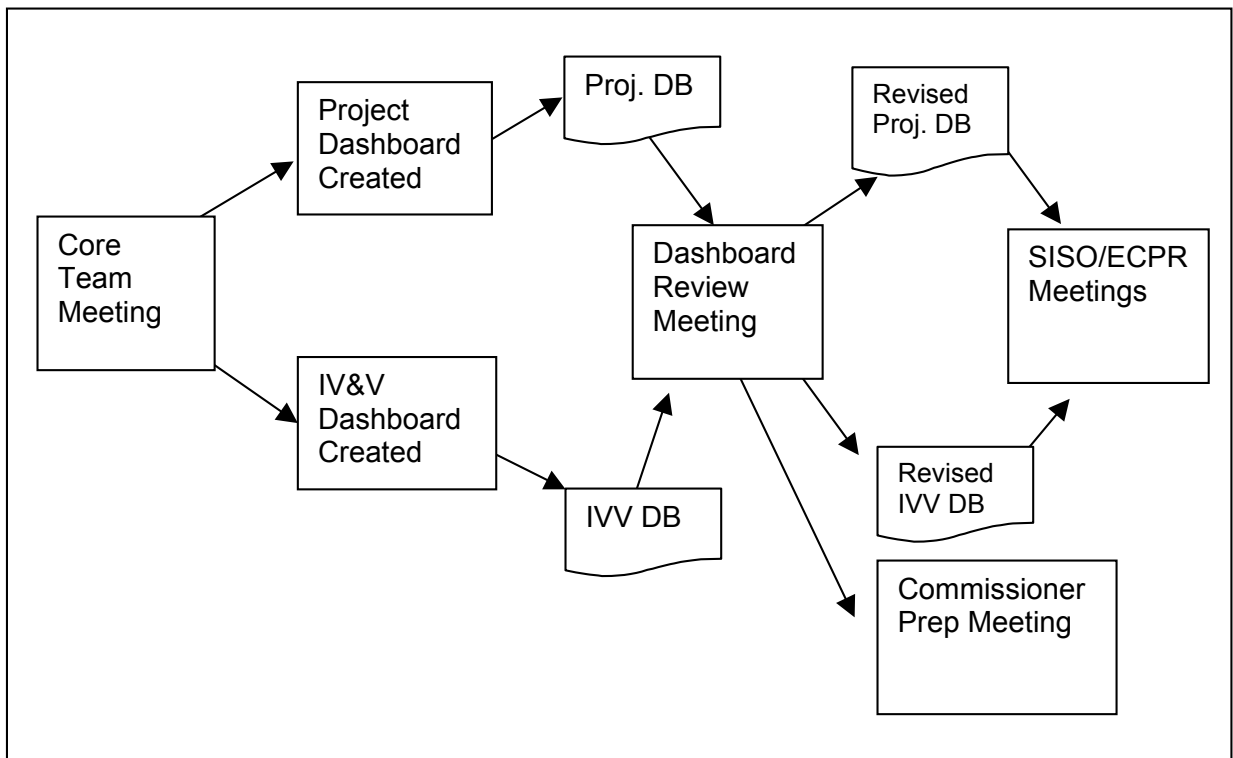 Proj. DB
Revised
Proj. DB
Project
Dashboard
Created
Core
Team
Meeting
Dashboard
Review
Meeting
SISO/ECPR
Meetings
IV&V
Dashboard
Created
IVV DB
Revised
IVV DB
Commissioner
Prep Meeting